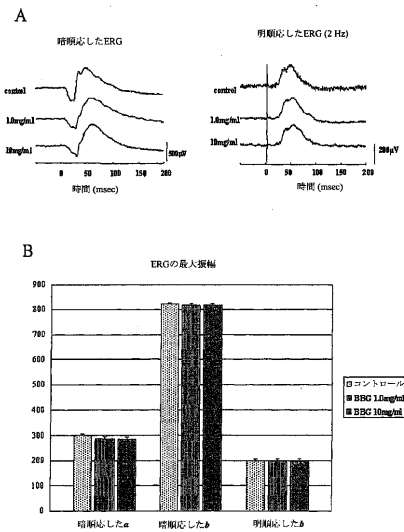 A
暗順応したERG
明順応したERG (2 Hz)
control
1.0mg/ml
10mg/ml
500μV
0 50 100 150 200
時間 (msec)
control
1.0mg/ml
10mg/ml
200μV
0 50 100 150 200
時間 (msec)
B
ERGの最大振幅
900
800
700
600
500
400
300
200
100
0
暗順応したa
暗順応したb
明順応したb
コントロール
BBG 1.0mg/ml
BBG 10mg/ml